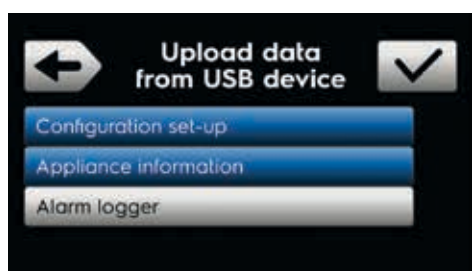 Upload data
from USB device
Configuration set-up
Appliance information
Alarm logger